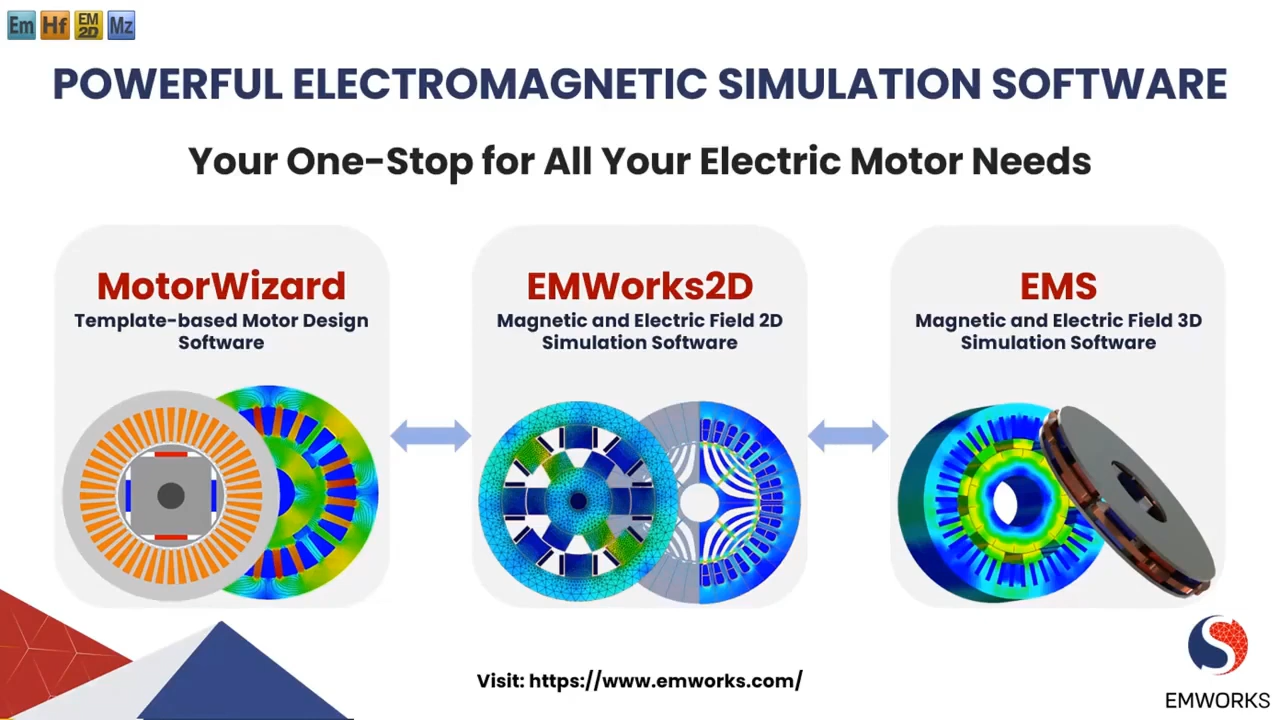 Em Hf EM 2D Mz
POWERFUL ELECTROMAGNETIC SIMULATION SOFTWARE
Your One-Stop for All Your Electric Motor Needs
MotorWizard
Template-based Motor Design
Software
EMWorks2D
Magnetic and Electric Field 2D
Simulation Software
EMS
Magnetic and Electric Field 3D
Simulation Software
Visit: https://www.emworks.com/
EMWORKS